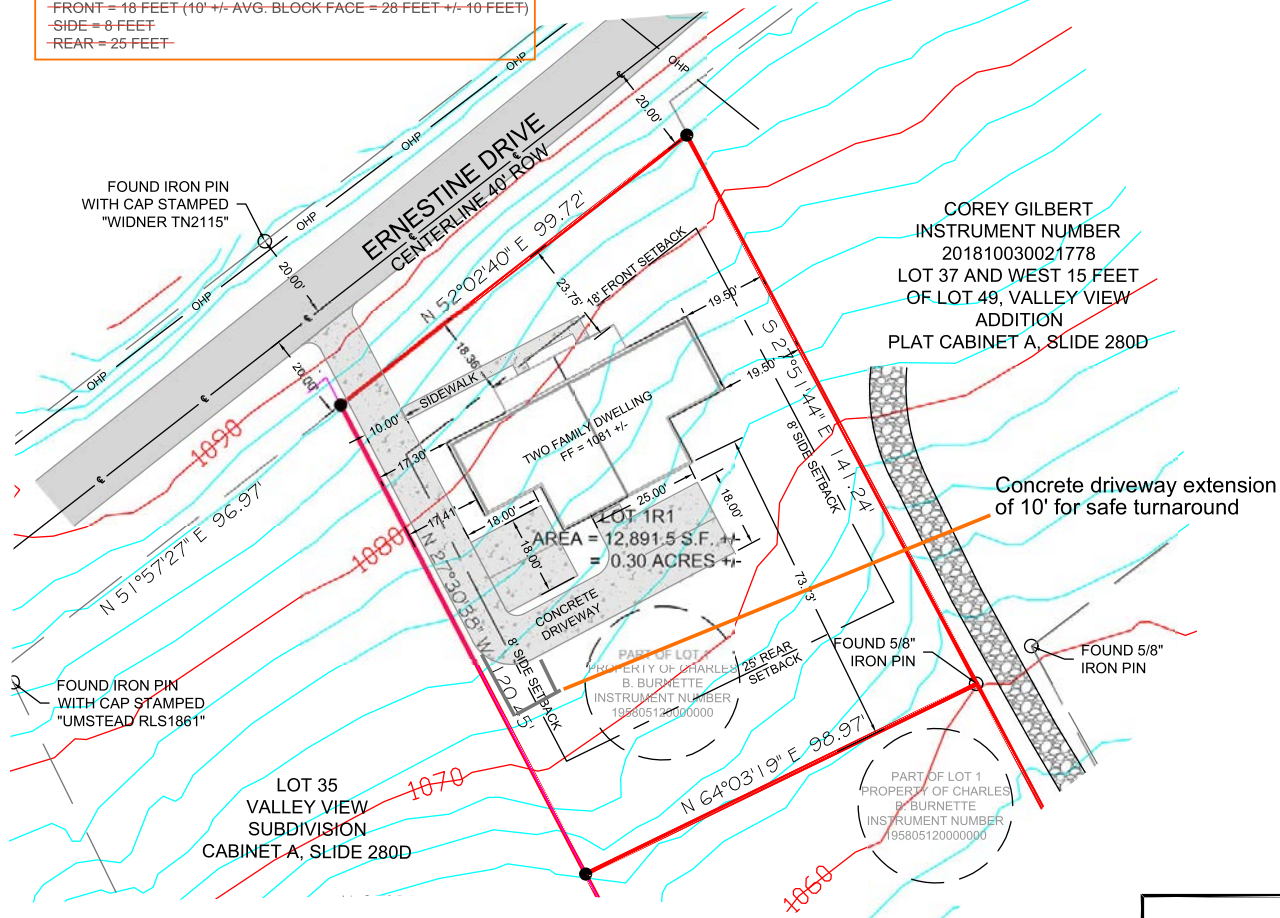 FRONT = 18 FEET (10' +/- AVG. BLOCK FACE = 28 FEET +/- 10 FEET)
SIDE = 8 FEET
REAR = 25 FEET
OHP
OHP
OHP
OHP
OHP
OHP
OHP
OHP
20.00'
ERNESTINE DRIVE
CENTERLINE 40' ROW
FOUND IRON PIN
WITH CAP STAMPED
"WIDNER TN2115"
20.00'
20.00'
N 52°02'40" E 99.72'
COREY GILBERT
INSTRUMENT NUMBER
201810030021778
LOT 37 AND WEST 15 FEET
OF LOT 49, VALLEY VIEW
ADDITION
PLAT CABINET A, SLIDE 280D
18' FRONT SETBACK
23.75'
19.50'
18.36'
19.50'
SIDEWALK
10.00'
17.30'
TWO FAMILY DWELLING
FF = 1081 +/-
S 27°51'44" E 141.24'
8' SIDE SETBACK
1090
1080
N 51°57'27" E 96.97'
17.41'
18.00'
25.00'
18.00'
18.00'
LOT 1R1
AREA = 12,891.5 S.F. +/-
= 0.30 ACRES +/-
Concrete driveway extension
of 10' for safe turnaround
N 27°30'38" W 120.45'
CONCRETE
DRIVEWAY
73.73'
8' SIDE SETBACK
25' REAR
SETBACK
PART OF LOT 1
PROPERTY OF CHARLES
B. BURNETTE
INSTRUMENT NUMBER
195805120000000
FOUND 5/8"
IRON PIN
FOUND 5/8"
IRON PIN
FOUND IRON PIN
WITH CAP STAMPED
"UMSTEAD RLS1861"
N 64°03'19" E 98.97'
1070
LOT 35
VALLEY VIEW
SUBDIVISION
CABINET A, SLIDE 280D
PART OF LOT 1
PROPERTY OF CHARLES
B. BURNETTE
INSTRUMENT NUMBER
195805120000000
1060